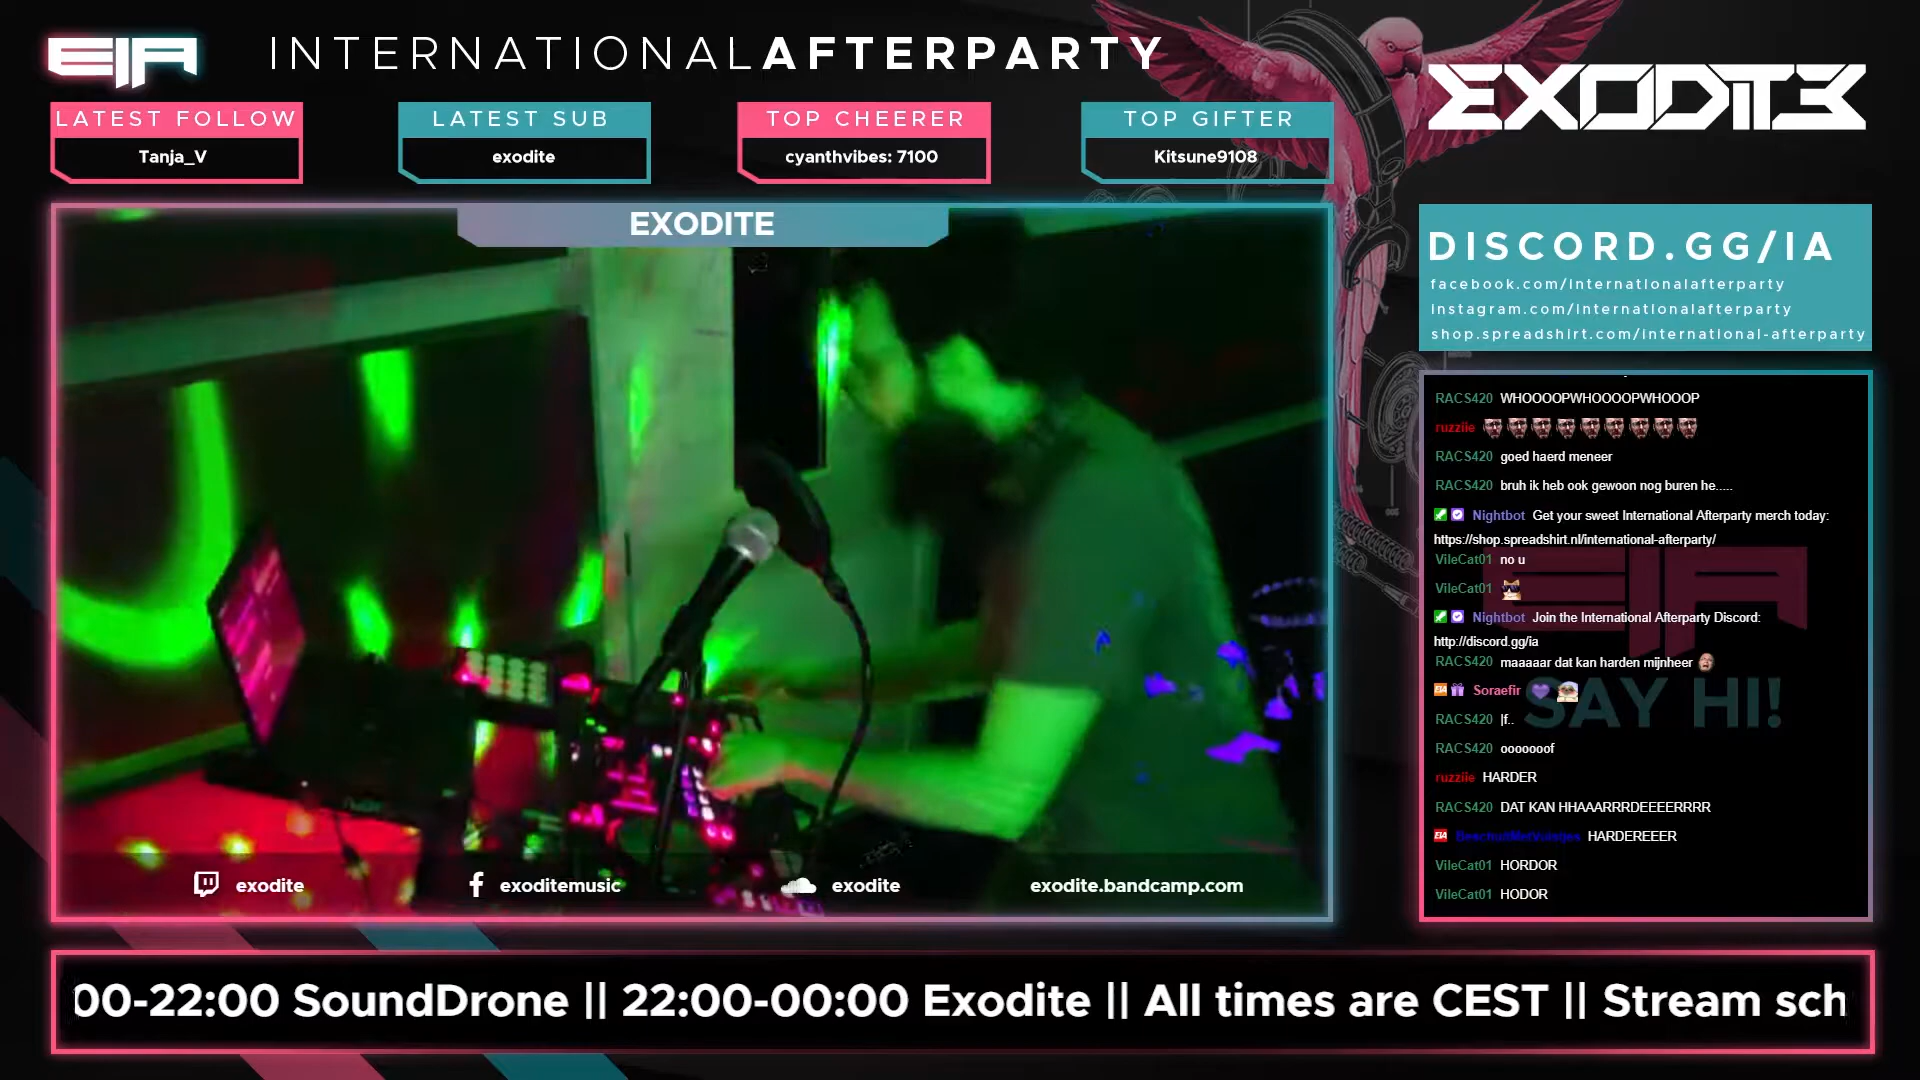 EIA
INTERNATIONALAFTERPARTY
EXODITE
LATEST FOLLOW
Tanja_V
LATEST SUB
exodite
TOP CHEERER
cyanthvibes: 7100
TOP GIFTER
Kitsune9108
EXODITE
DISCORD.GG/IA
facebook.com/internationalafterparty
instagram.com/internationalafterparty
shop.spreadshirt.com/international-afterparty
RACS420 WHOOOOPWHOOOOPWHOOOP
ruzziie
RACS420 goed haerd meneer
RACS420 bruh ik heb ook gewoon nog buren he.....
Nightbot Get your sweet International Afterparty merch today:
https://shop.spreadshirt.nl/international-afterparty/
VileCat01 no u
VileCat01
Nightbot Join the International Afterparty Discord:
http://discord.gg/ia
RACS420 maaaaar dat kan harden mijnheer
EIA Soraefir
RACS420 |f..
RACS420 ooooooof
ruzziie HARDER
RACS420 DAT KAN HHAAARRRDEEEERRRR
EIA BeschuitMetVuistjes HARDEREEER
VileCat01 HORDOR
VileCat01 HODOR
EIA
SAY HI!
exodite
exoditemusic
exodite
exodite.bandcamp.com
00-22:00 SoundDrone || 22:00-00:00 Exodite || All times are CEST || Stream sch